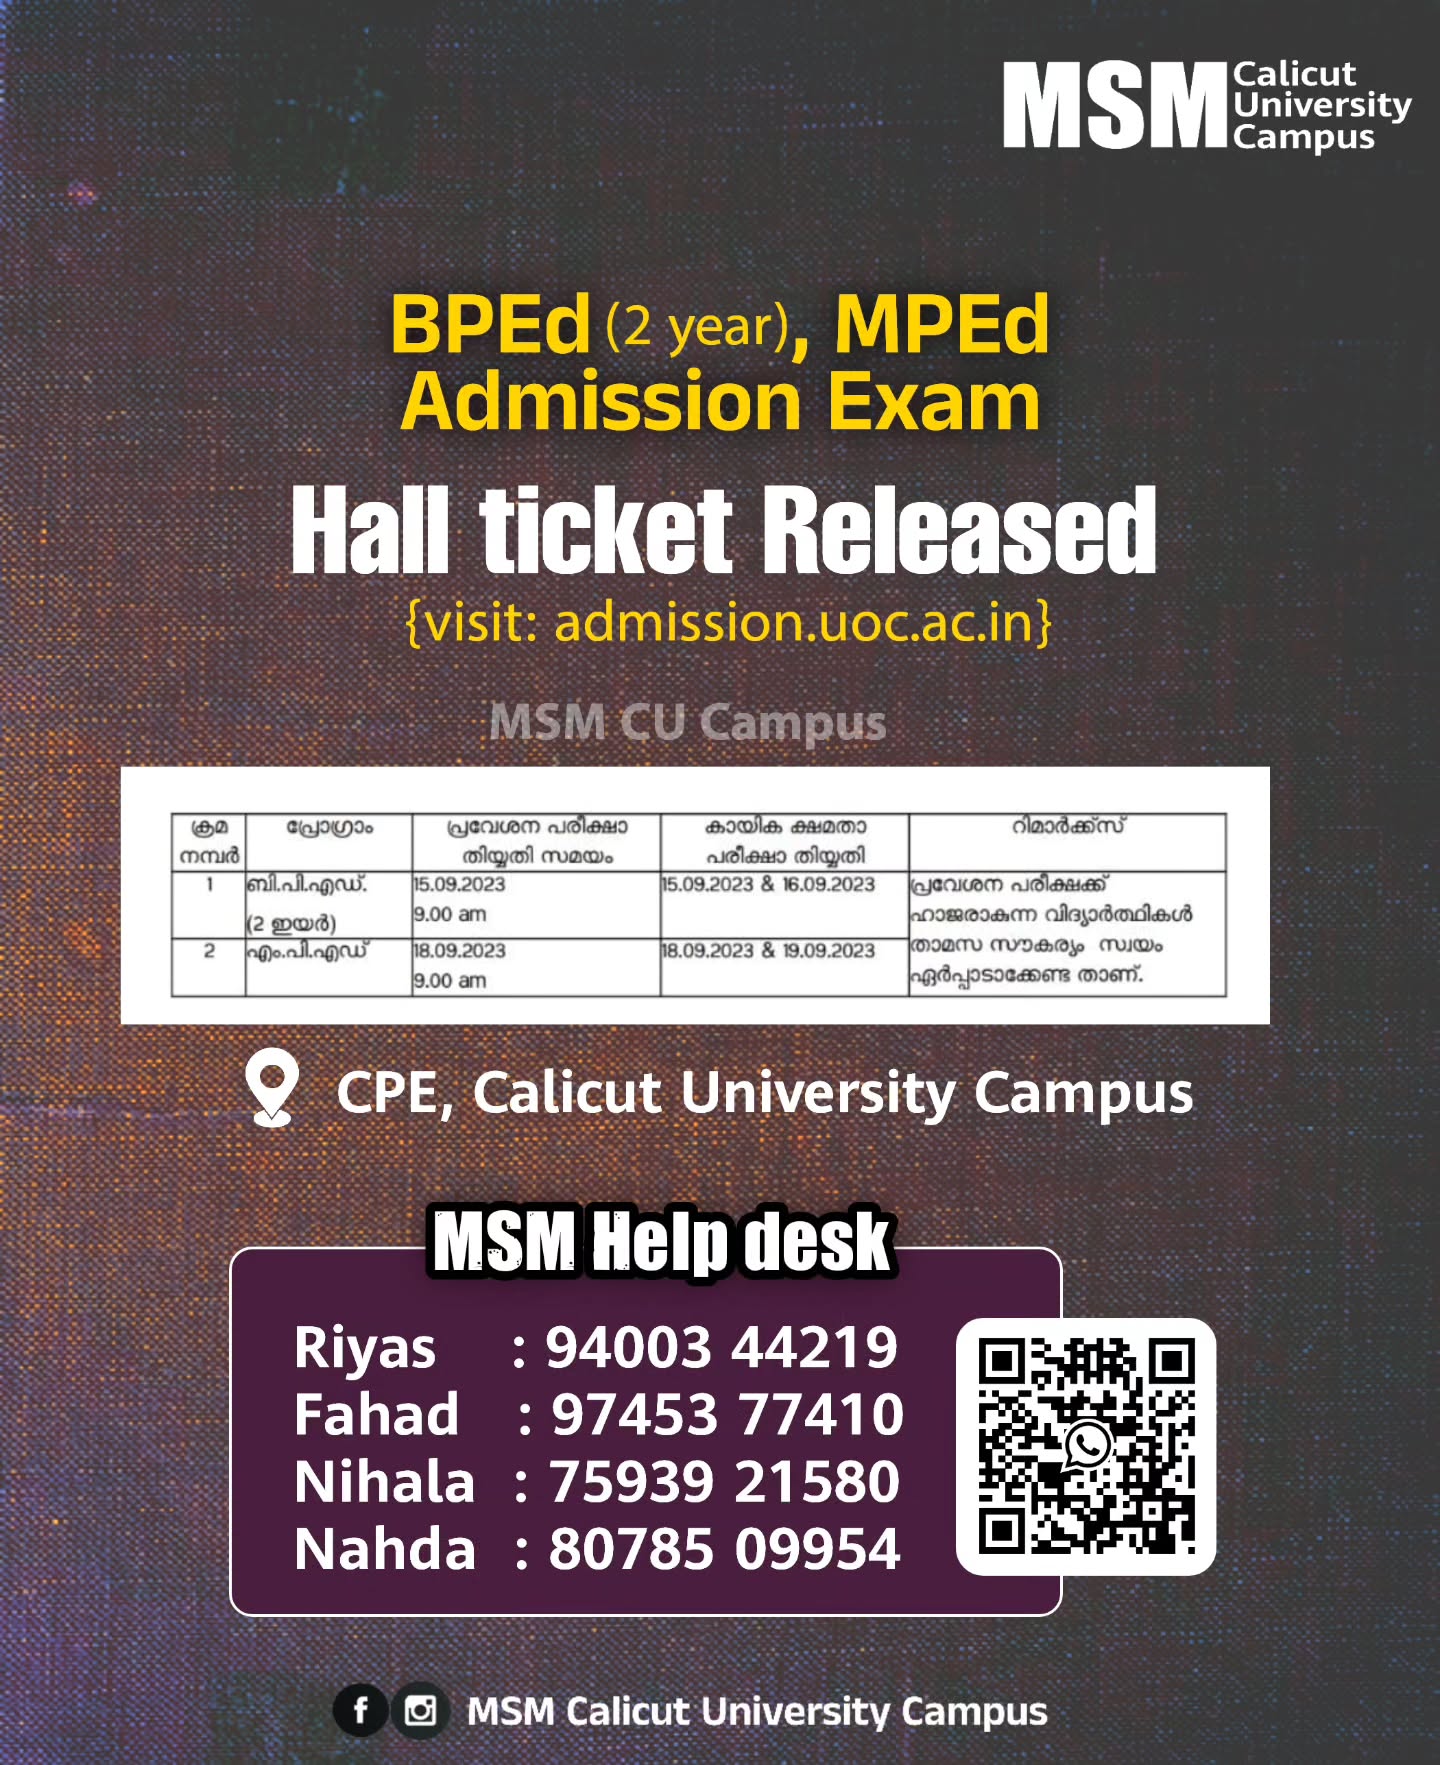 MSM Calicut
University
Campus
BPEd (2 year), MPEd
Admission Exam
Hall ticket Released
{visit: admission.uoc.ac.in}
MSM CU Campus
ക്രമ നമ്പർ പ്രോഗ്രാം പ്രവേശന പരീക്ഷാ തിയ്യതി സമയം കായിക ക്ഷമതാ പരീക്ഷാ തിയ്യതി റിമാർക്ക്സ്
1 ബി.പി.എഡ്. (2 ഇയർ) 15.09.2023 9.00 am 15.09.2023 & 16.09.2023 പ്രവേശന പരീക്ഷക്ക്
ഹാജരാകുന്ന വിദ്യാർത്ഥികൾ
2 എം.പി.എഡ് 18.09.2023 9.00 am 18.09.2023 & 19.09.2023 താമസ സൗകര്യം സ്വയം
ഏർപ്പാടാക്കേണ്ട താണ്.
CPE, Calicut University Campus
MSM Help desk
Riyas : 94003 44219
Fahad : 97453 77410
Nihala : 75939 21580
Nahda : 80785 09954
MSM Calicut University Campus